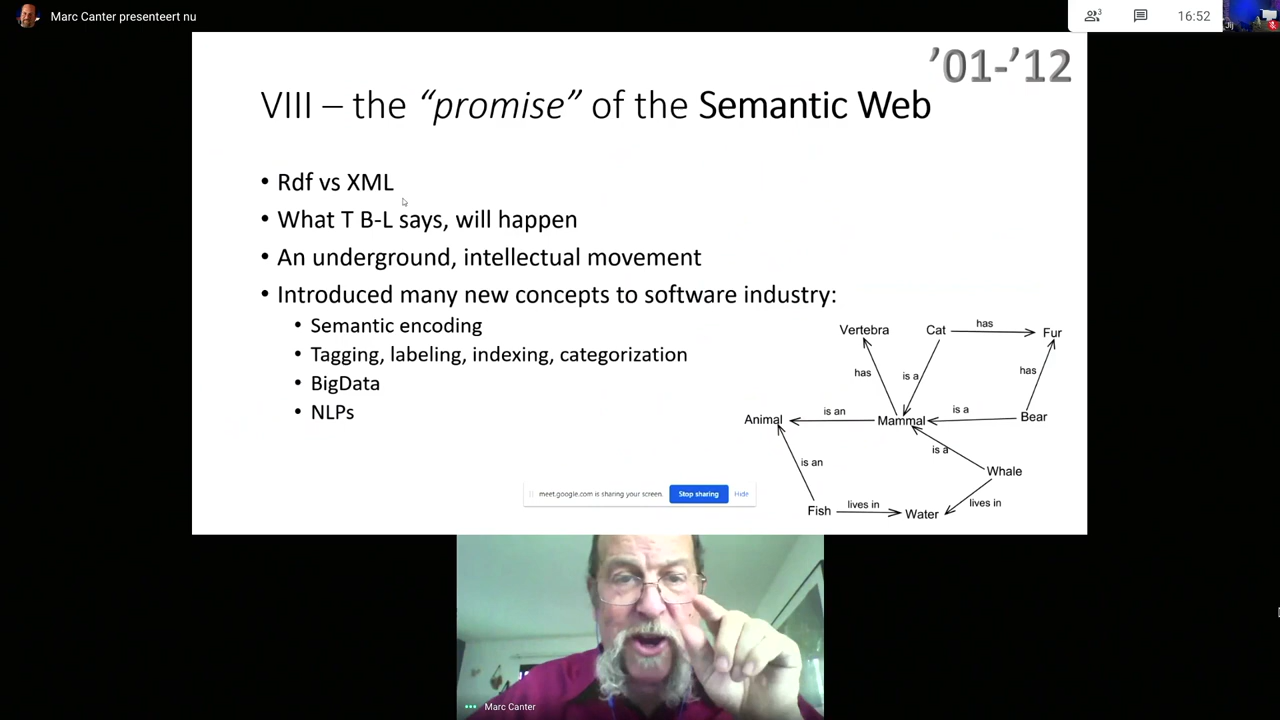 Marc Canter presenteert nu
3
16:52
Jij
’01-’12
VIII – the “promise” of the Semantic Web
• Rdf vs XML
• What T B-L says, will happen
• An underground, intellectual movement
• Introduced many new concepts to software industry:
• Semantic encoding
• Tagging, labeling, indexing, categorization
• BigData
• NLPs
Vertebra
Cat
has
Fur
has
is a
has
Animal
is an
Mammal
is a
Bear
is an
is a
Whale
Fish
lives in
Water
lives in
meet.google.com is sharing your screen.
Stop sharing
Hide
Marc Canter